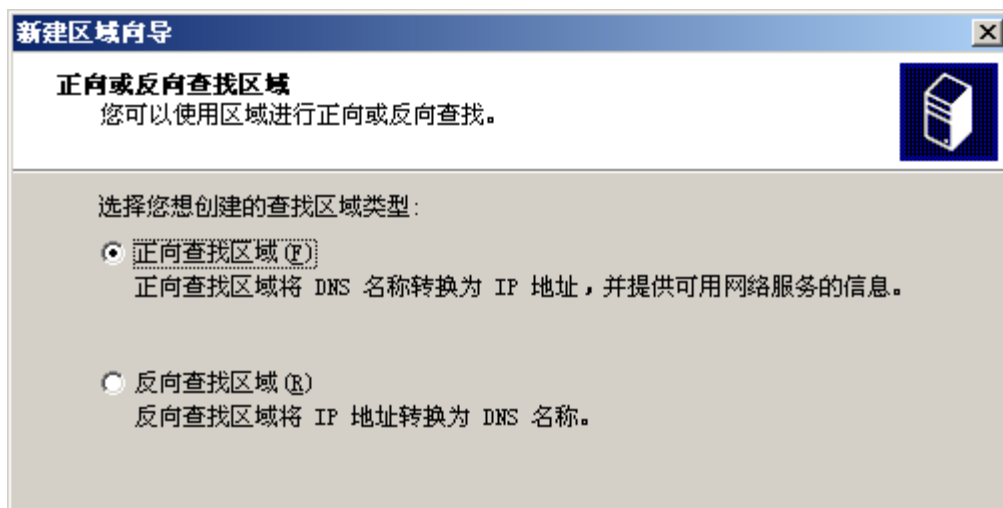 新建区域向导
正向或反向查找区域
您可以使用区域进行正向或反向查找。
选择您想创建的查找区域类型:
正向查找区域(F)
正向查找区域将 DNS 名称转换为 IP 地址,并提供可用网络服务的信息。
反向查找区域(R)
反向查找区域将 IP 地址转换为 DNS 名称。